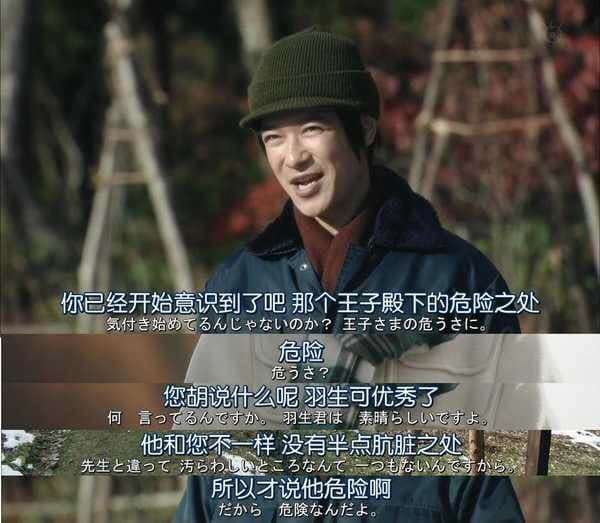 你已经开始意识到了吧 那个王子殿下的危险之处
気付き始めてるんじゃないのか? 王子さまの危うさに。
危险
危うさ?
您胡说什么呢 羽生可优秀了
何 言ってるんですか。 羽生君は 素晴らしいですよ。
他和您不一样 没有半点肮脏之处
先生と違って 汚らわしいところなんて 一つもないんですから。
所以才说他危险啊
だから 危険なんだよ。